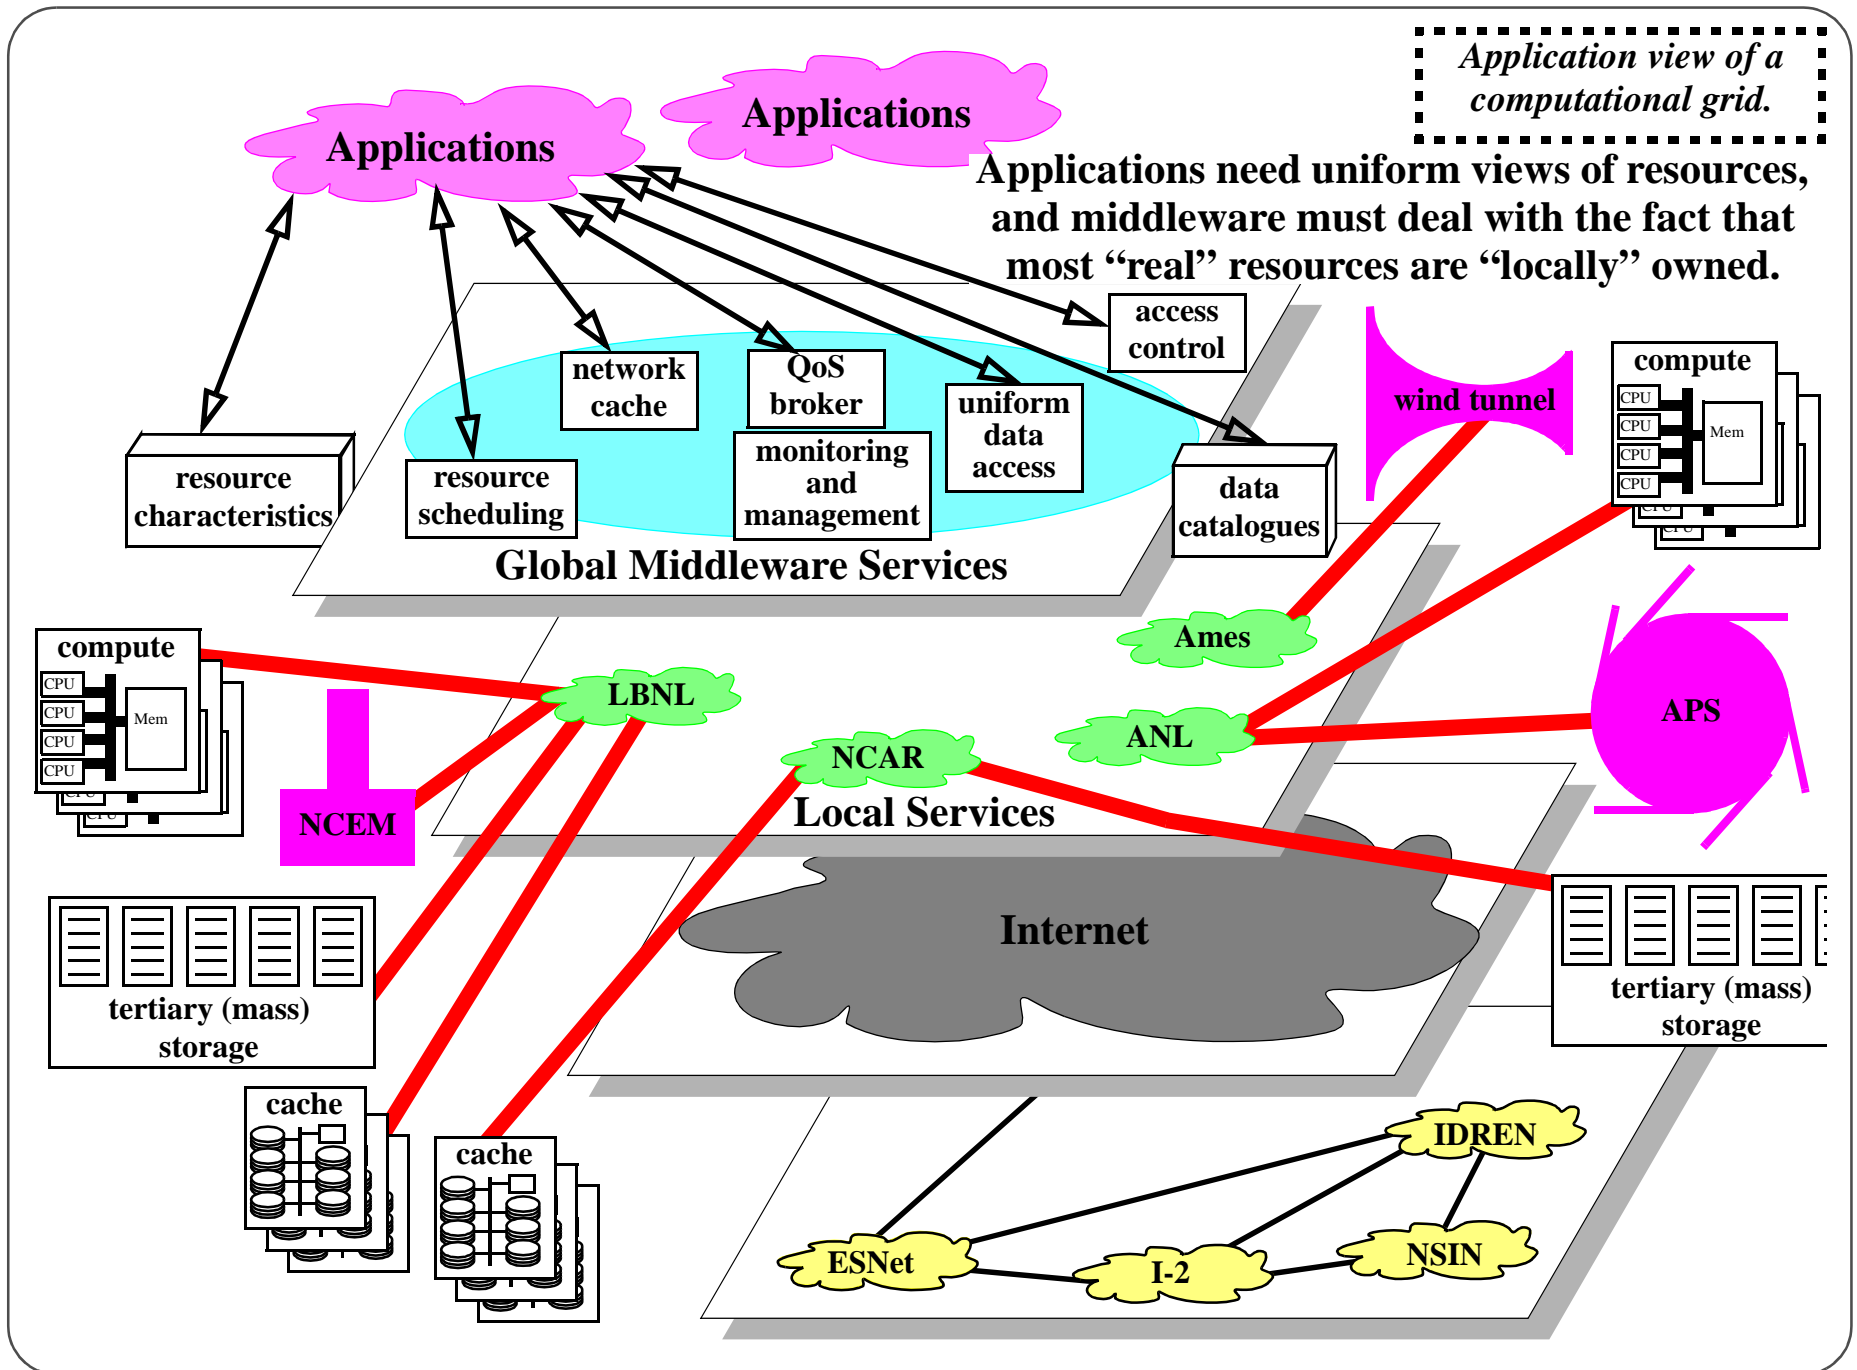 Application view of a
computational grid.
Applications
Applications
Applications need uniform views of resources,
and middleware must deal with the fact that
most “real” resources are “locally” owned.
access
control
network
cache
QoS
broker
uniform
data
access
monitoring
and
management
resource
scheduling
resource
characteristics
data
catalogues
Global Middleware Services
wind tunnel
compute
CPU
CPU
CPU
CPU
Mem
CPU
Ames
compute
CPU
CPU
CPU
CPU
Mem
CPU
CPU
LBNL
NCEM
NCAR
ANL
APS
Local Services
Internet
tertiary (mass)
storage
tertiary (mass)
storage
cache
cache
IDREN
ESNet
I-2
NSIN